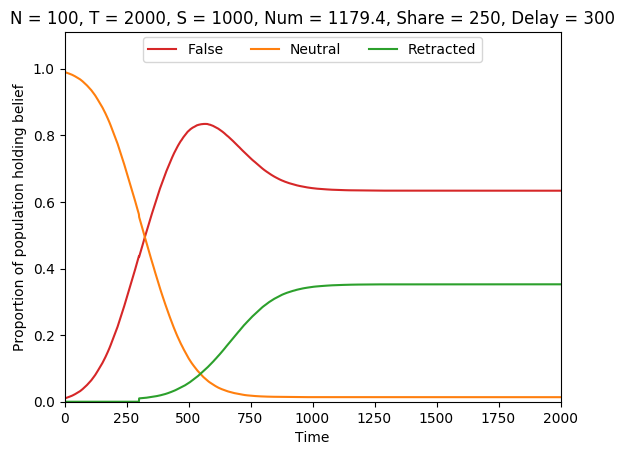 N = 100, T = 2000, S = 1000, Num = 1179.4, Share = 250, Delay = 300
False Neutral Retracted
1.0
0.8
0.6
0.4
0.2
0.0
Proportion of population holding belief
0 250 500 750 1000 1250 1500 1750 2000
Time